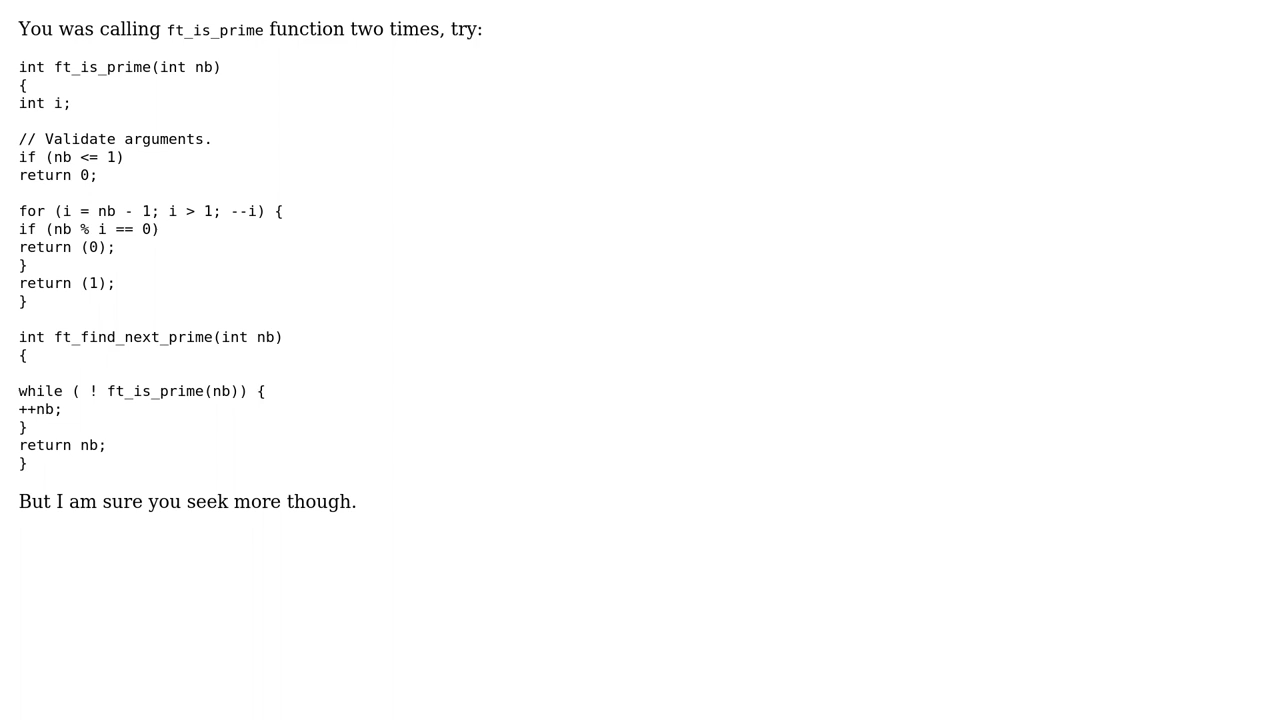 You was calling ft_is_prime function two times, try:
int ft_is_prime(int nb)
{
int i;
// Validate arguments.
if (nb <= 1)
return 0;
for (i = nb - 1; i > 1; --i) {
if (nb % i == 0)
return (0);
}
return (1);
}
int ft_find_next_prime(int nb)
{
while ( ! ft_is_prime(nb)) {
++nb;
}
return nb;
}
But I am sure you seek more though.